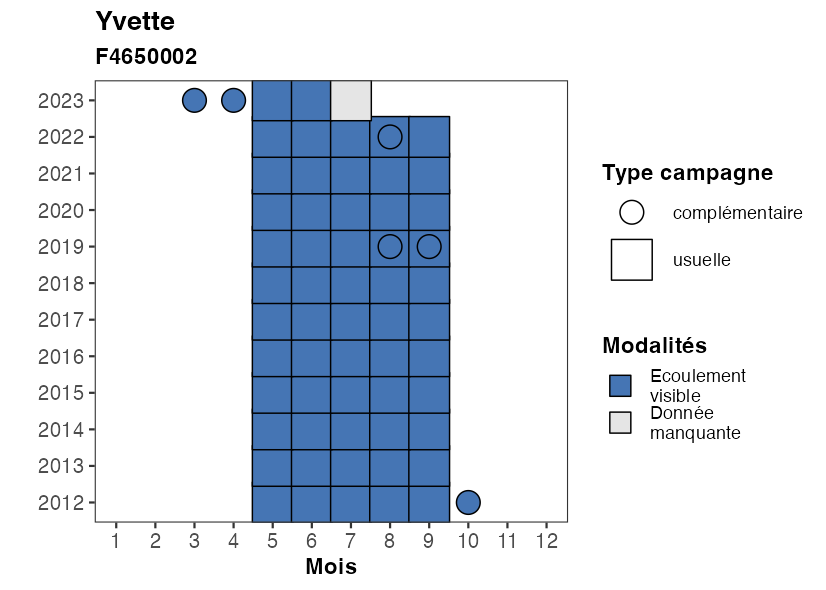 Yvette
F4650002
2023
2022
2021
2020
2019
2018
2017
2016
2015
2014
2013
2012
1 2 3 4 5 6 7 8 9 10 11 12
Mois
Type campagne
complémentaire
usuelle
Modalités
Ecoulement
visible
Donnée
manquante